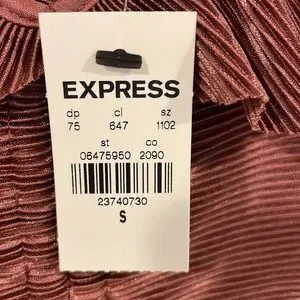 EXPRESS
dp cl sz
75 647 1102
st co
06475950 2090
23740730
S